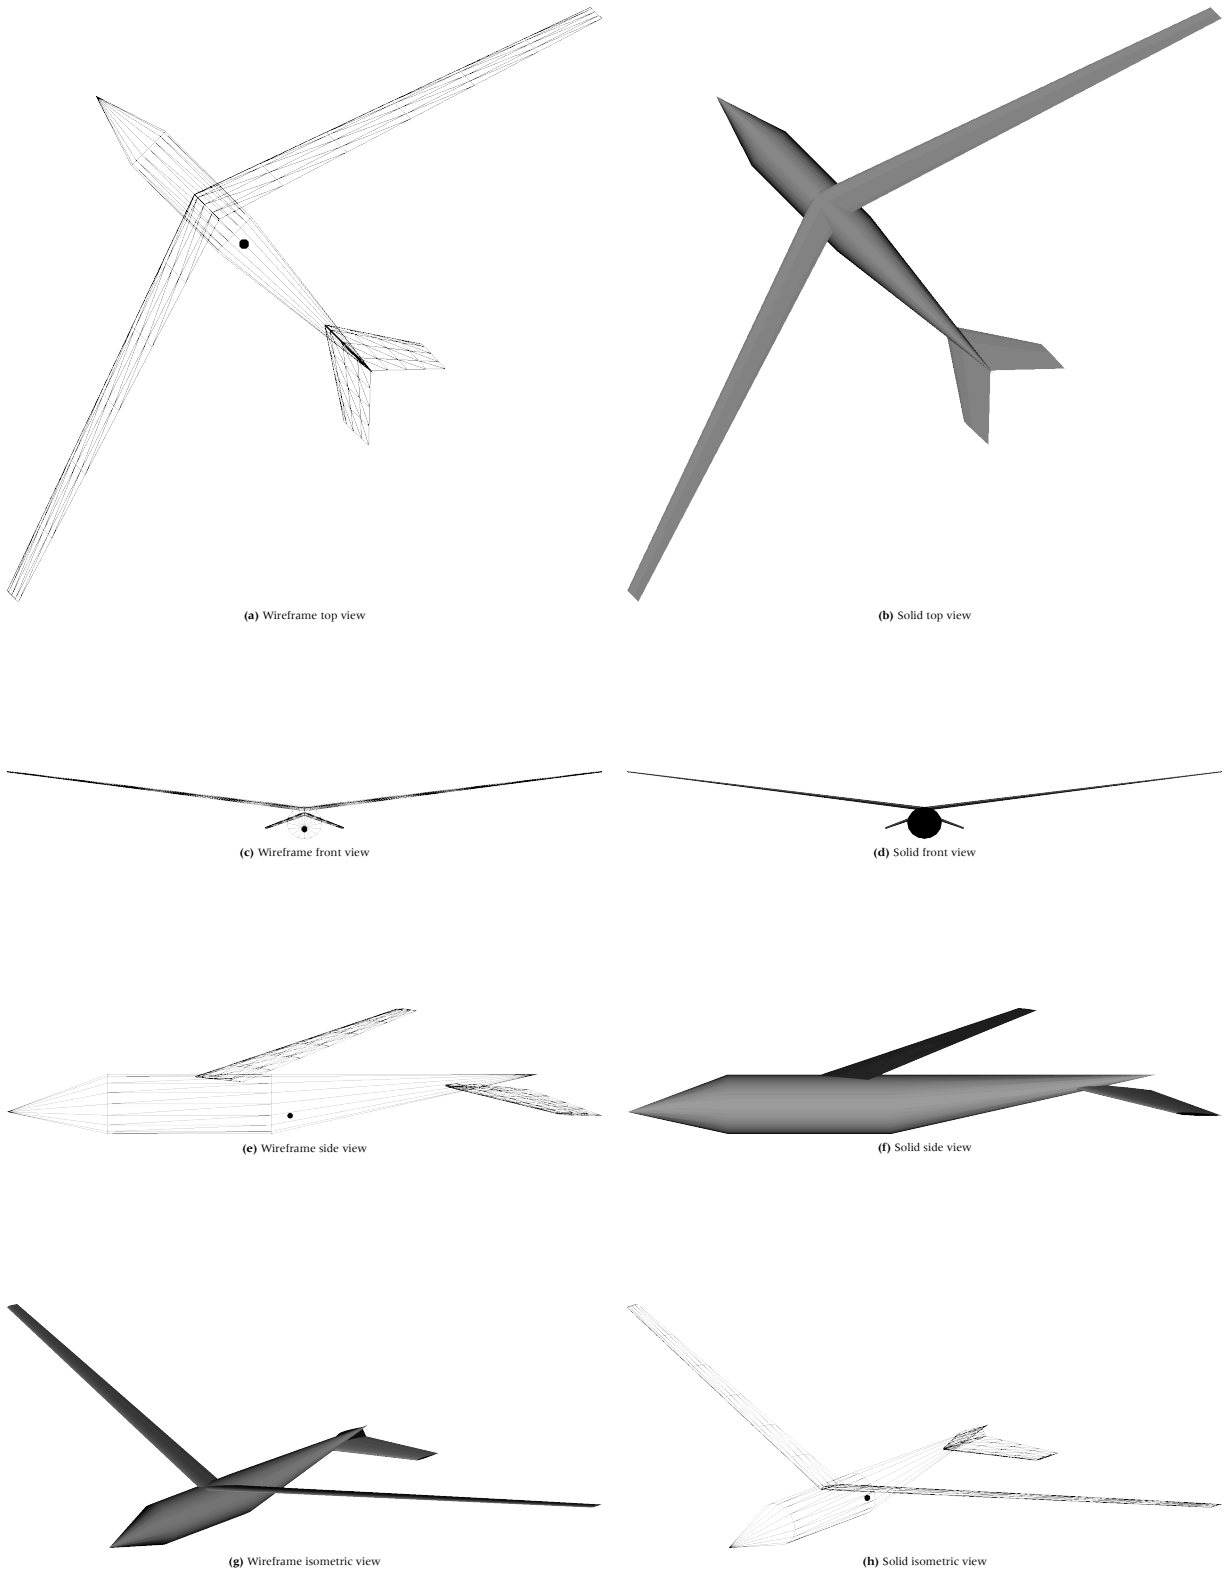 (a) Wireframe top view
(b) Solid top view
(c) Wireframe front view
(d) Solid front view
(e) Wireframe side view
(f) Solid side view
(g) Wireframe isometric view
(h) Solid isometric view